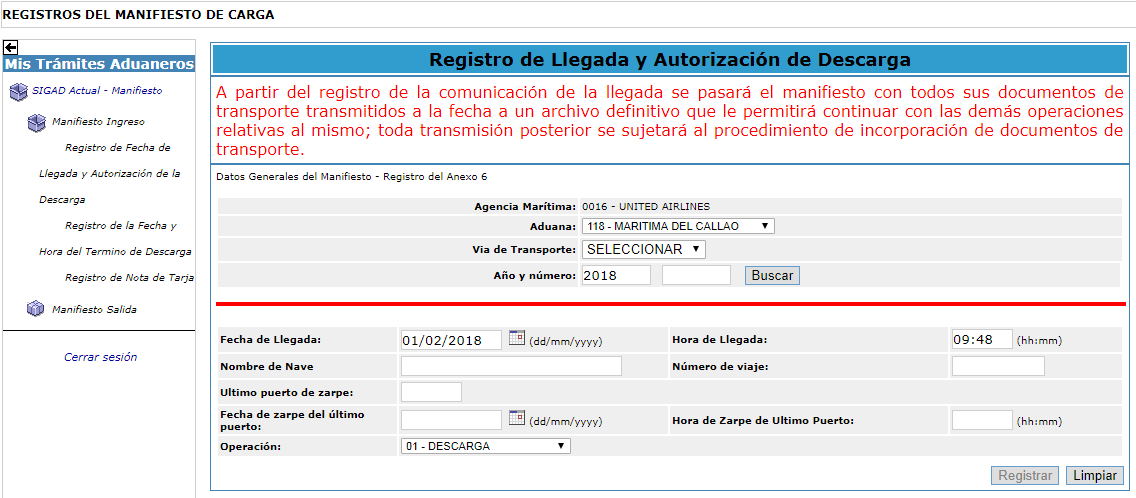 REGISTROS DEL MANIFIESTO DE CARGA
Mis Trámites Aduaneros
SIGAD Actual - Manifiesto
Manifiesto Ingreso
Registro de Fecha de
Llegada y Autorización de la
Descarga
Registro de la Fecha y
Hora del Termino de Descarga
Registro de Nota de Tarja
Manifiesto Salida
Cerrar sesión
Registro de Llegada y Autorización de Descarga
A partir del registro de la comunicación de la llegada se pasará el manifiesto con todos sus documentos de
transporte transmitidos a la fecha a un archivo definitivo que le permitirá continuar con las demás operaciones
relativas al mismo; toda transmisión posterior se sujetará al procedimiento de incorporación de documentos de
transporte.
Datos Generales del Manifiesto - Registro del Anexo 6
Agencia Marítima: 0016 - UNITED AIRLINES
Aduana: 118 - MARITIMA DEL CALLAO
Via de Transporte: SELECCIONAR
Año y número: 2018 Buscar
Fecha de Llegada: 01/02/2018 (dd/mm/yyyy) Hora de Llegada: 09:48 (hh:mm)
Nombre de Nave Número de viaje:
Ultimo puerto de zarpe:
Fecha de zarpe del último
puerto: (dd/mm/yyyy) Hora de Zarpe de Ultimo Puerto: (hh:mm)
Operación: 01 - DESCARGA
Registrar Limpiar